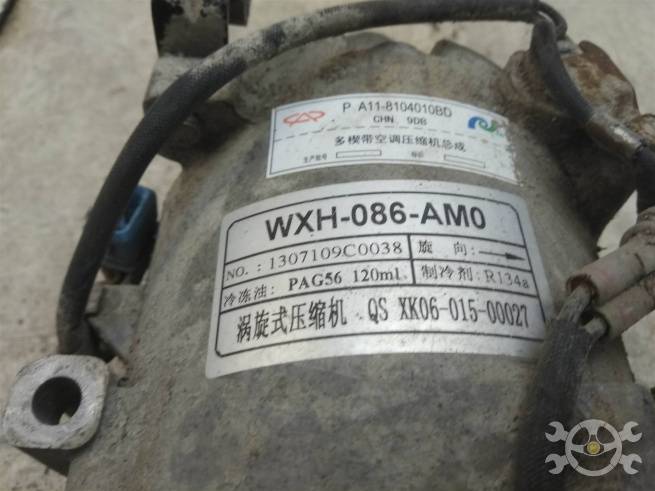 P A11-8104010BD
CHN 9DB
多楔带空调压缩机总成
WXH-086-AM0
NO.: 1307109C0038 旋 向:
冷冻油: PAG56 120ml 制冷剂: R134a
涡旋式压缩机 QS XK06-015-00027